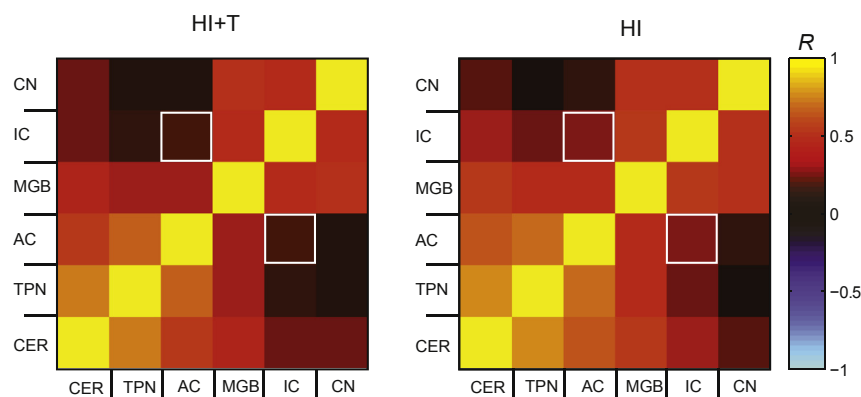 HI+T
HI
R
CN
IC
MGB
AC
TPN
CER
CER TPN AC MGB IC CN
CN
IC
MGB
AC
TPN
CER
CER TPN AC MGB IC CN
1
0.5
0
−0.5
−1